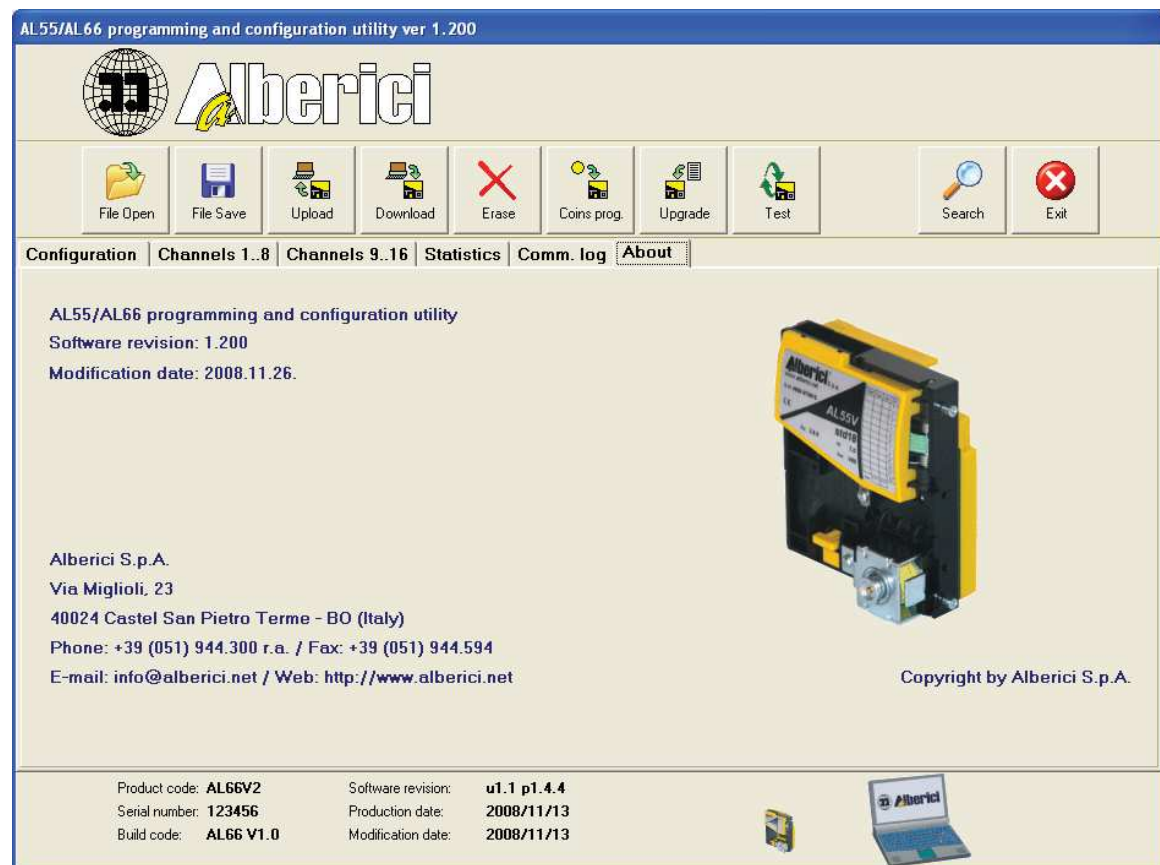 AL55/AL66 programming and configuration utility ver 1.200
Alberici
File Open File Save Upload Download Erase Coins prog. Upgrade Test Search Exit
Configuration Channels 1..8 Channels 9..16 Statistics Comm. log About
AL55/AL66 programming and configuration utility
Software revision: 1.200
Modification date: 2008.11.26.
Alberici
AL55V
Alberici S.p.A.
Via Miglioli, 23
40024 Castel San Pietro Terme - BO (Italy)
Phone: +39 (051) 944.300 r.a. / Fax: +39 (051) 944.594
E-mail: info@alberici.net / Web: http://www.alberici.net
Copyright by Alberici S.p.A.
Product code: AL66V2 Software revision: u1.1 p1.4.4
Serial number: 123456 Production date: 2008/11/13
Build code: AL66 V1.0 Modification date: 2008/11/13
Alberici